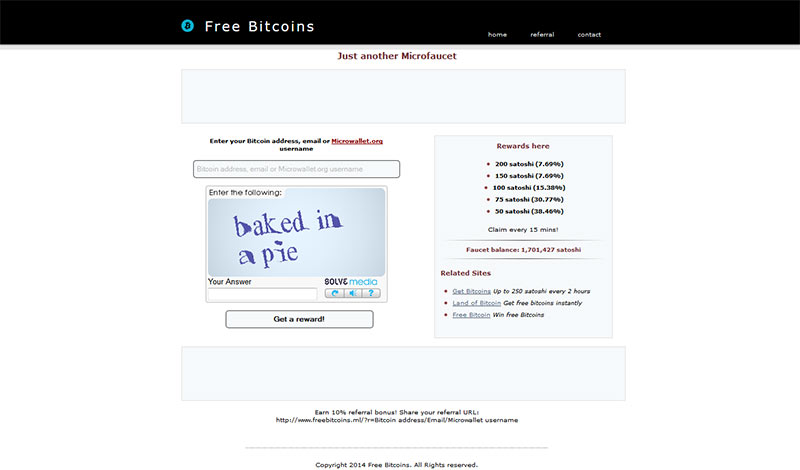 Free Bitcoins
home referral contact
Just another Microfaucet
Enter your Bitcoin address, email or Microwallet.org
username
Bitcoin address, email or Microwallet.org username
Enter the following:
baked in
a pie
Your Answer
SOLVE media
?
Get a reward!
Rewards here
200 satoshi (7.69%)
150 satoshi (7.69%)
100 satoshi (15.38%)
75 satoshi (30.77%)
50 satoshi (38.46%)
Claim every 15 mins!
Faucet balance: 1,701,427 satoshi
Related Sites
Get Bitcoins Up to 250 satoshi every 2 hours
Land of Bitcoin Get free bitcoins instantly
Free Bitcoin Win free Bitcoins
Earn 10% referral bonus! Share your referral URL:
http://www.freebitcoins.ml/?r=Bitcoin address/Email/Microwallet username
Copyright 2014 Free Bitcoins. All Rights reserved.